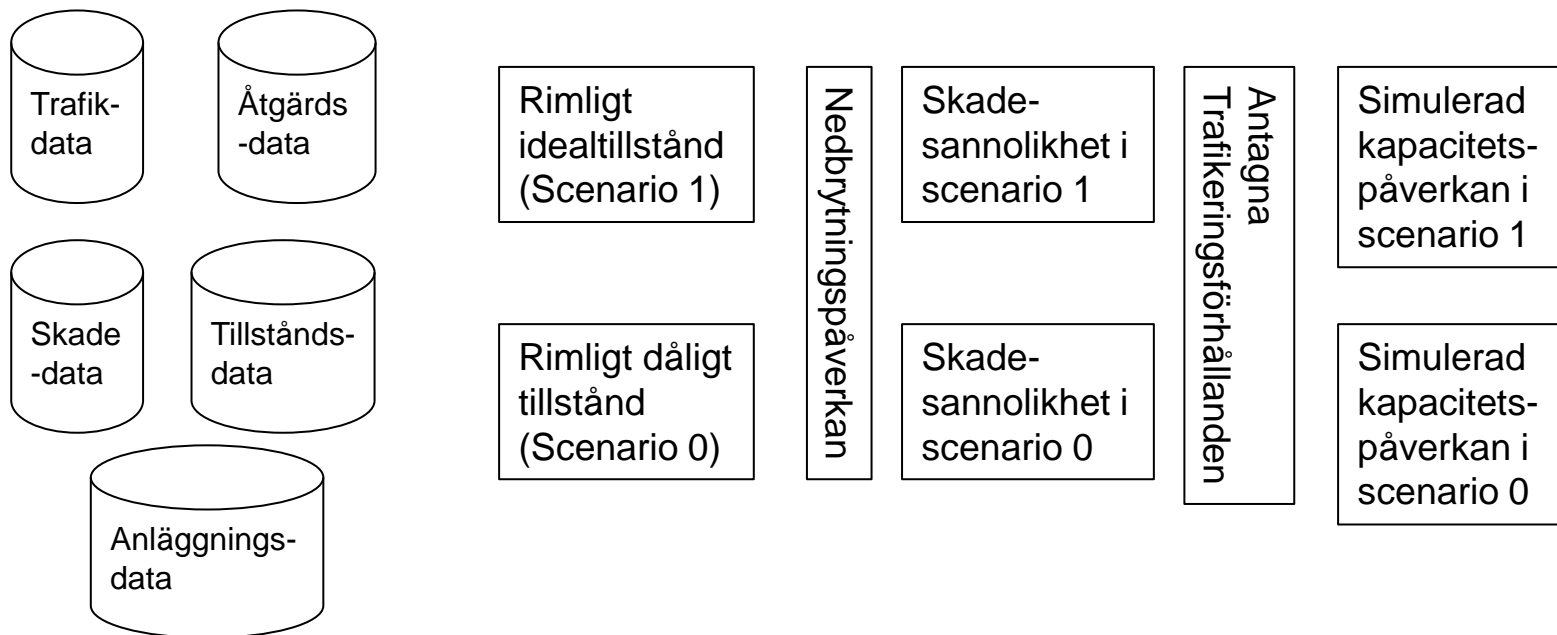 Trafik-
data
Åtgärds
-data
Skade
-data
Tillstånds-
data
Anläggnings-
data
Rimligt
idealtillstånd
(Scenario 1)
Rimligt dåligt
tillstånd
(Scenario 0)
Nedbrytningspåverkan
Skade-
sannolikhet i
scenario 1
Skade-
sannolikhet i
scenario 0
Antagna
Trafikeringsförhållanden
Simulerad
kapacitets-
påverkan i
scenario 1
Simulerad
kapacitets-
påverkan i
scenario 0